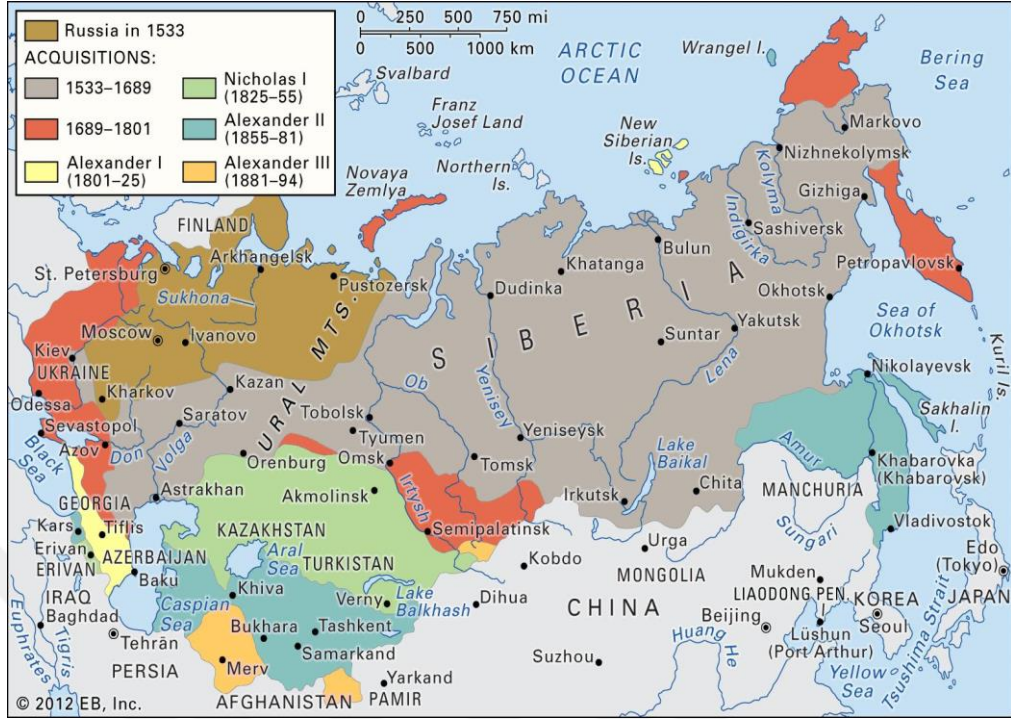 Russia in 1533
ACQUISITIONS:
1533–1689
1689–1801
Alexander I
(1801–25)
Nicholas I
(1825–55)
Alexander II
(1855–81)
Alexander III
(1881–94)
0 250 500 750 mi
0 500 1000 km
ARCTIC
OCEAN
Wrangel I.
Bering
Sea
Svalbard
Franz
Josef Land
Northern
Is.
New
Siberian
Is.
Novaya
Zemlya
Markovo
Nizhnekolymsk
Kolyma
Indigirka
Gizhiga
Sashiversk
FINLAND
St. Petersburg
Arkhangelsk
Pustozersk
Sukhona
Bulun
Khatanga
Dudinka
Petropavlovsk
Okhotsk
Sea of
Okhotsk
Moscow
Ivanovo
URAL MTS.
SIBERIA
Suntar
Yakutsk
Kiev
UKRAINE
Kharkov
Kazan
Ob
Yenisey
Lena
Nikolayevsk
Kuril Is.
Odessa
Saratov
Tobolsk
Sakhalin
I.
Sevastopol
Black
Sea
Azov
Don
Volga
Tyumen
Yeniseysk
Orenburg
Omsk
Tomsk
Lake
Baikal
Amur
Khabarovka
(Khabarovsk)
GEORGIA
Astrakhan
Akmolinsk
Irtysh
Irkutsk
Chita
MANCHURIA
Kars
Tiflis
KAZAKHSTAN
Semipalatinsk
Sungari
Vladivostok
Erivan
ERIVAN
AZERBAIJAN
Aral
Sea
TURKISTAN
Kobdo
Urga
MONGOLIA
Edo
(Tokyo)
Baku
Khiva
Verny
Lake
Balkhash
Dihua
Mukden
LIAODONG PEN.
KOREA
JAPAN
IRAQ
Baghdad
Caspian
Sea
Bukhara
Tashkent
CHINA
Beijing
Seoul
Euphrates
Tigris
Tehrān
Samarkand
Huang
He
Lüshun
(Port Arthur)
Tsushima Strait
PERSIA
Merv
Suzhou
Yellow
Sea
Yarkand
AFGHANISTAN
PAMIR
© 2012 EB, Inc.